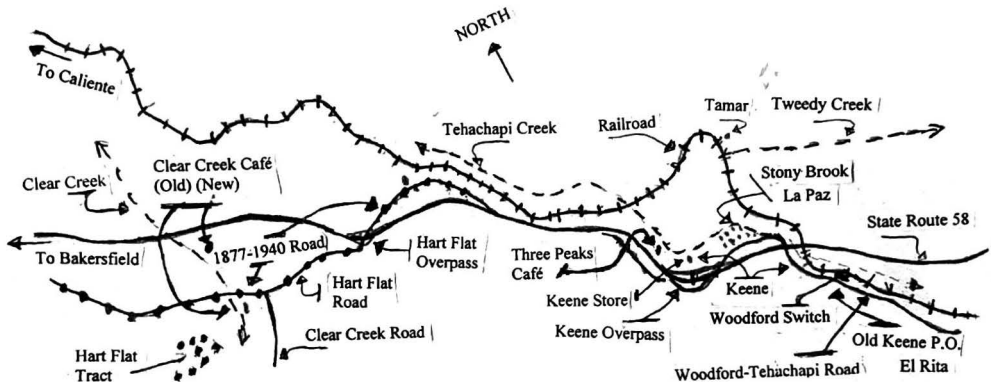 NORTH
To Caliente
Tamar
Tweedy Creek
Railroad
Tehachapi Creek
Clear Creek Café
(Old) (New)
Clear Creek
Stony Brook
La Paz
State Route 58
To Bakersfield
1877-1940 Road
Hart Flat
Overpass
Three Peaks
Café
Hart Flat
Road
Keene Store
Keene
Keene Overpass
Woodford Switch
Clear Creek Road
Old Keene P.O.
El Rita
Hart Flat
Tract
Woodford-Tehachapi Road